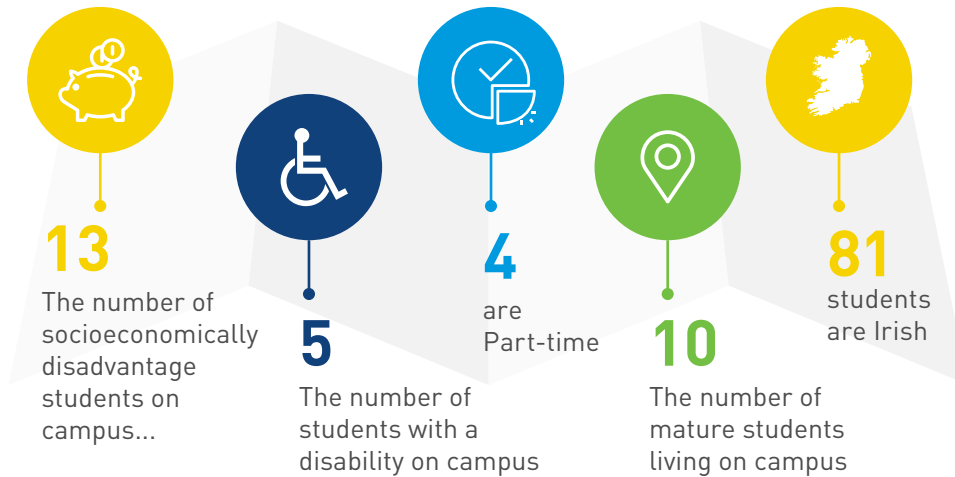 13
The number of
socioeconomically
disadvantage
students on
campus...
5
The number of
students with a
disability on campus
4
are
Part-time
10
The number of
mature students
living on campus
81
students
are Irish